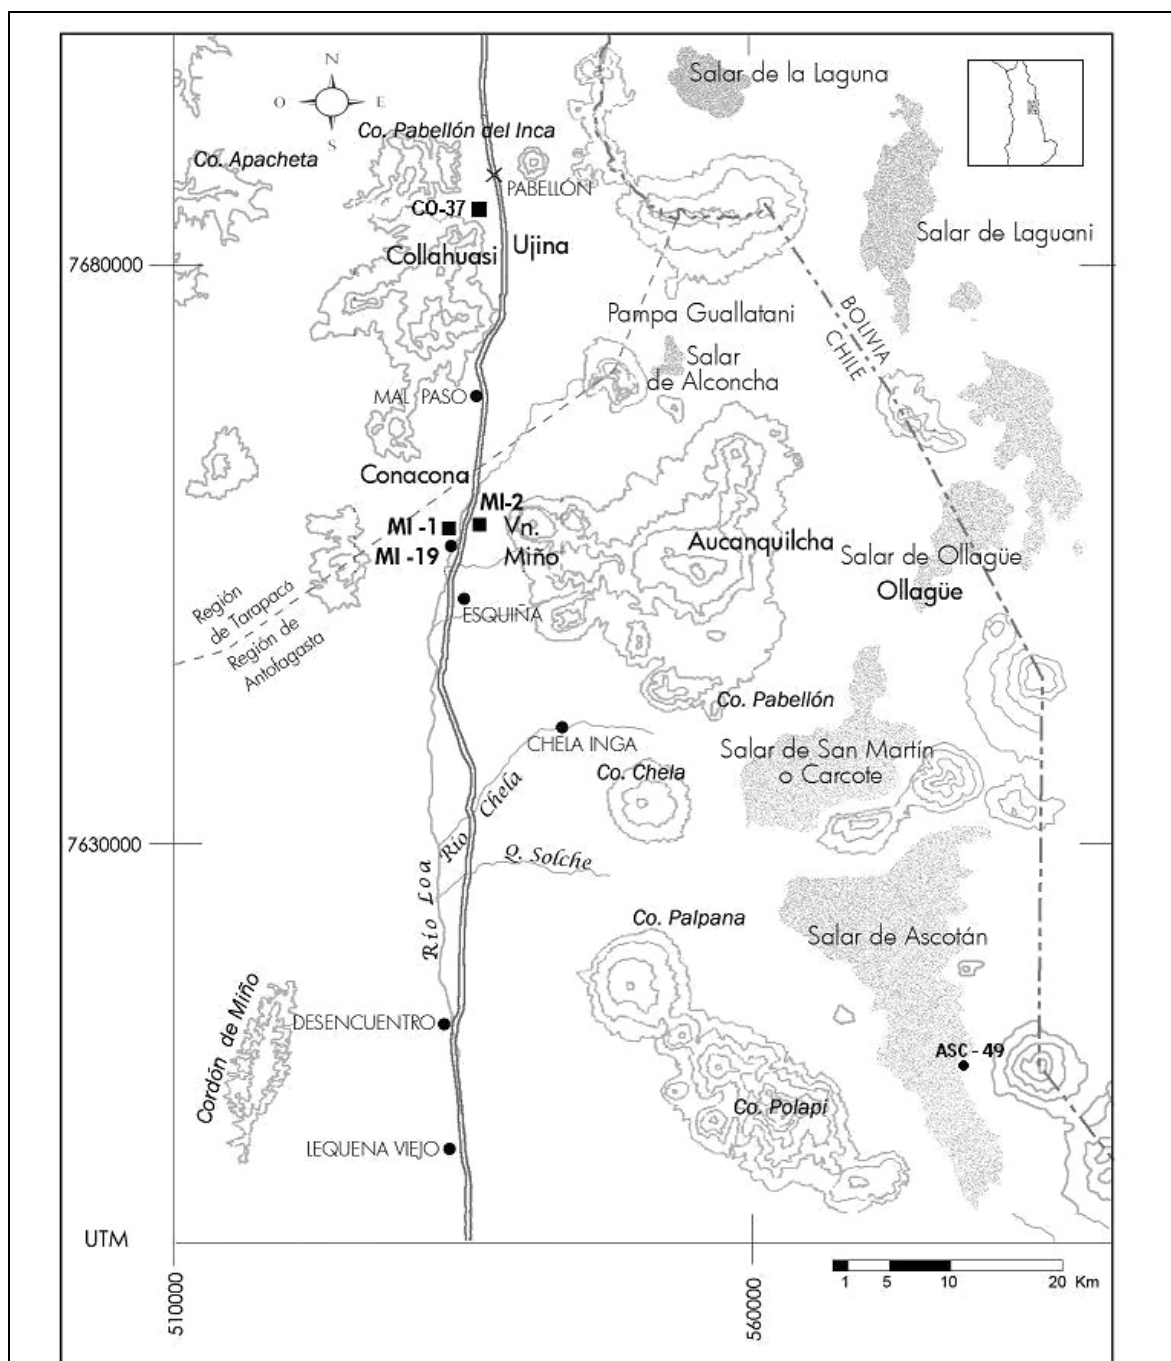 N
Salar de la Laguna
O
E
S
Co. Pabellón del Inca
Co. Apacheta
PABELLÓN
CO-37
Salar de Laguani
Ujina
Collahuasi
7680000
Pampa Guallatani
BOLIVIA
CHILE
Salar
de Alconcha
MAL PASO
Conacona
MI-2
MI -1
Vn.
Miño
MI -19
Aucanquilcha
Salar de Ollagüe
Ollagüe
Región
de Tarapacá
Región de
Antofagasta
ESQUIÑA
Co. Pabellón
CHELA INGA
Salar de San Martín
o Carcote
Co. Chela
Río Chela
7630000
Q. Solche
Río Loa
Co. Palpana
Salar de Ascotán
Cordón de Miño
DESENCUENTRO
ASC - 49
Co. Polapi
LEQUENA VIEJO
UTM
510000
560000
1 5 10 20 Km